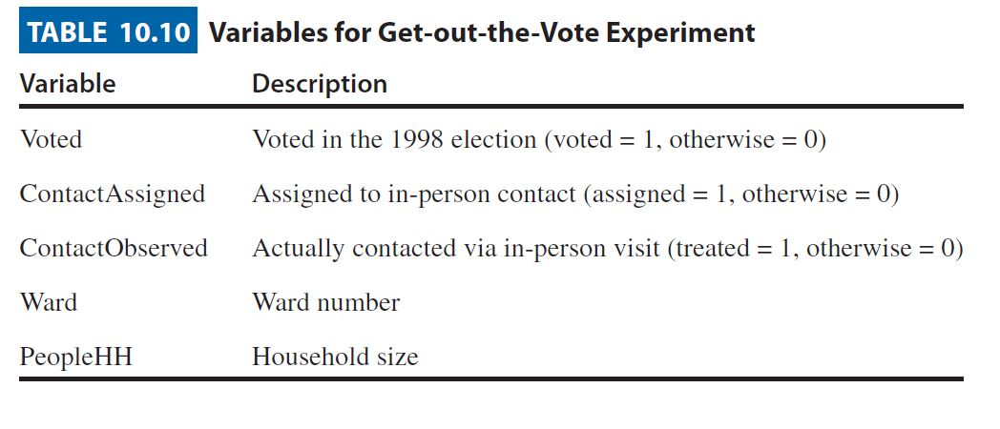 TABLE 10.10 Variables for Get-out-the-Vote Experiment
Variable Description
Voted Voted in the 1998 election (voted = 1, otherwise = 0)
ContactAssigned Assigned to in-person contact (assigned = 1, otherwise = 0)
ContactObserved Actually contacted via in-person visit (treated = 1, otherwise = 0)
Ward Ward number
PeopleHH Household size